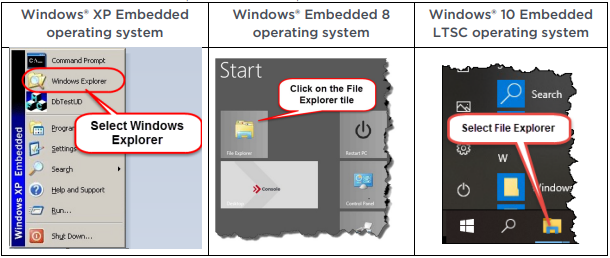 Windows® XP Embedded
operating system
Windows® Embedded 8
operating system
Windows® 10 Embedded
LTSC operating system
Windows XP Embedded
Command Prompt
Windows Explorer
DbTestUD
Select Windows
Explorer
Settings
Search
Help and Support
Run...
Shut Down...
Start
Click on the File
Explorer tile
File Explorer
Restart PC
Console
Desktop
Control Panel
Search
Select File Explorer
W